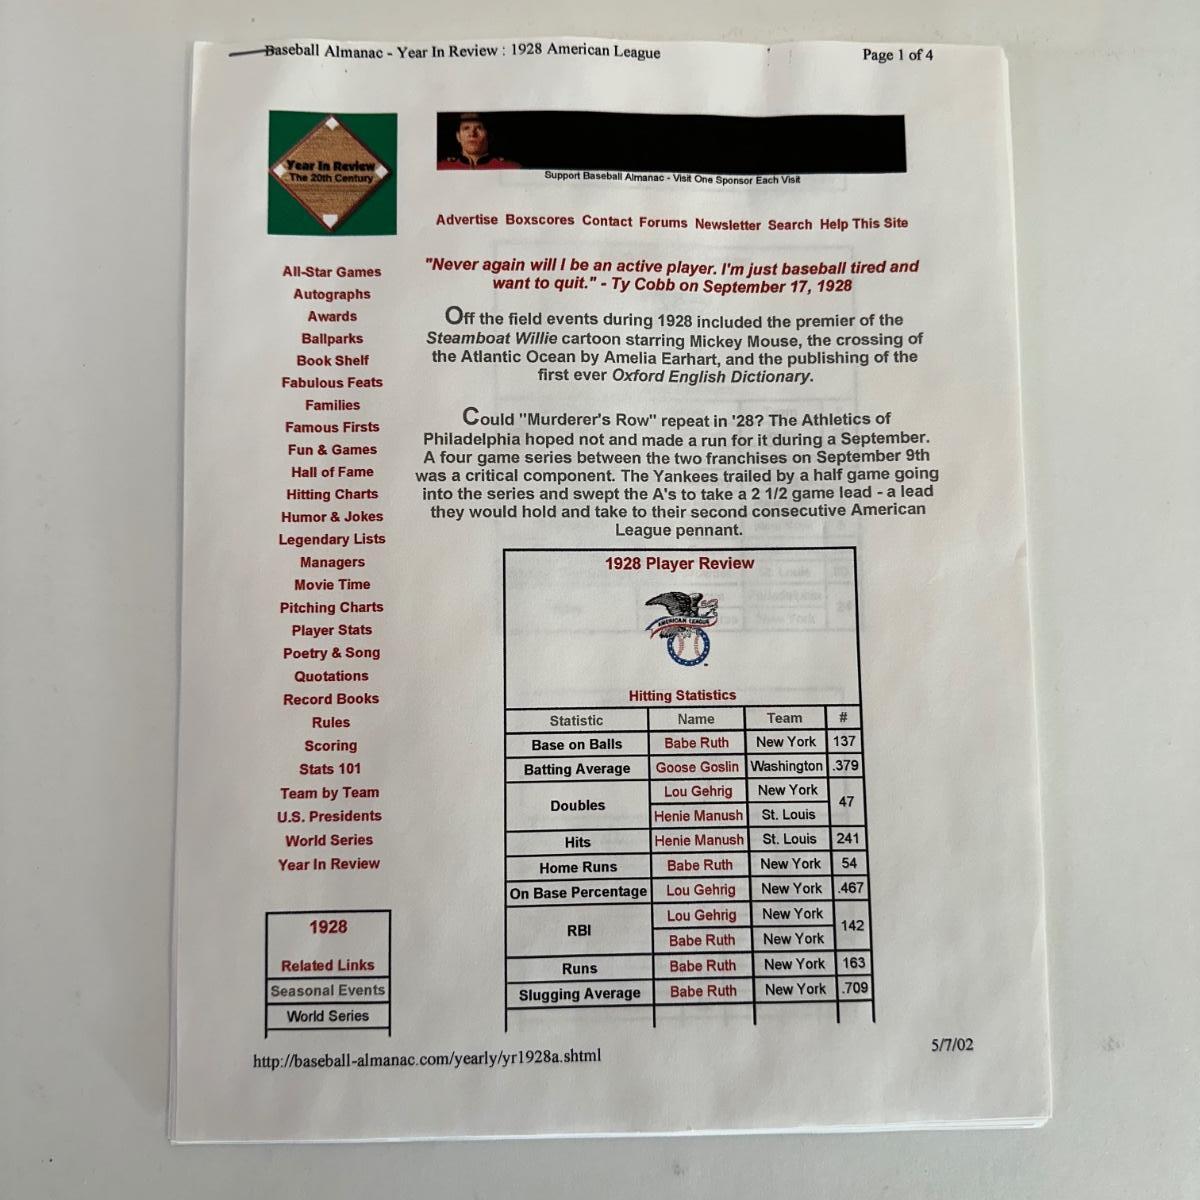 Baseball Almanac - Year In Review : 1928 American League
Page 1 of 4
Year In Review
The 20th Century
Support Baseball Almanac - Visit One Sponsor Each Visit
Advertise Boxscores Contact Forums Newsletter Search Help This Site
All-Star Games
Autographs
Awards
Ballparks
Book Shelf
Fabulous Feats
Families
Famous Firsts
Fun & Games
Hall of Fame
Hitting Charts
Humor & Jokes
Legendary Lists
Managers
Movie Time
Pitching Charts
Player Stats
Poetry & Song
Quotations
Record Books
Rules
Scoring
Stats 101
Team by Team
U.S. Presidents
World Series
Year In Review
1928
Related Links
Seasonal Events
World Series
"Never again will I be an active player. I'm just baseball tired and
want to quit." - Ty Cobb on September 17, 1928
Off the field events during 1928 included the premier of the
Steamboat Willie cartoon starring Mickey Mouse, the crossing of
the Atlantic Ocean by Amelia Earhart, and the publishing of the
first ever Oxford English Dictionary.
Could "Murderer's Row" repeat in '28? The Athletics of
Philadelphia hoped not and made a run for it during a September.
A four game series between the two franchises on September 9th
was a critical component. The Yankees trailed by a half game going
into the series and swept the A's to take a 2 1/2 game lead - a lead
they would hold and take to their second consecutive American
League pennant.
1928 Player Review
AMERICAN LEAGUE
Hitting Statistics
Statistic Name Team #
Base on Balls Babe Ruth New York 137
Batting Average Goose Goslin Washington .379
Doubles Lou Gehrig New York 47
Henie Manush St. Louis
Hits Henie Manush St. Louis 241
Home Runs Babe Ruth New York 54
On Base Percentage Lou Gehrig New York .467
RBI Lou Gehrig New York 142
Babe Ruth New York
Runs Babe Ruth New York 163
Slugging Average Babe Ruth New York .709
http://baseball-almanac.com/yearly/yr1928a.shtml
5/7/02